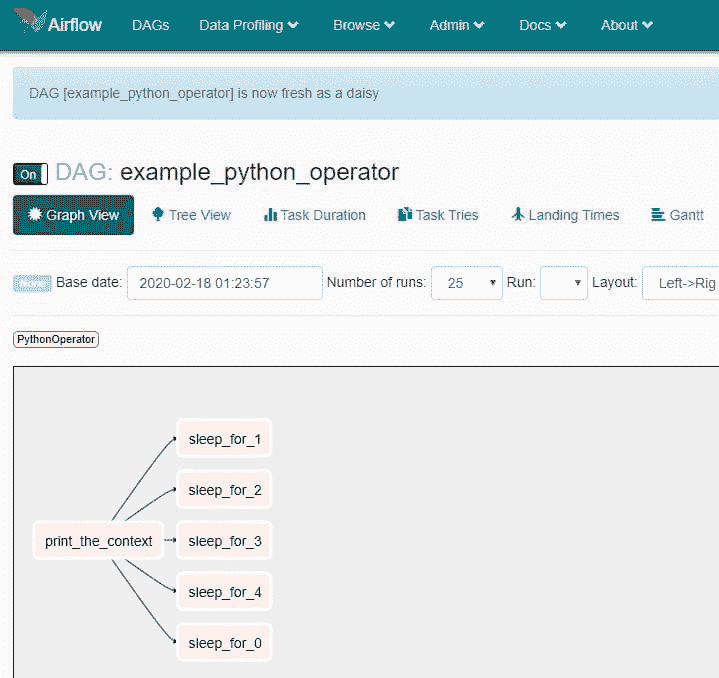 Airflow DAGs Data Profiling Browse Admin Docs About
DAG [example_python_operator] is now fresh as a daisy
On DAG: example_python_operator
Graph View Tree View Task Duration Task Tries Landing Times Gantt
None Base date: 2020-02-18 01:23:57 Number of runs: 25 Run: Layout: Left->Rig
PythonOperator
sleep_for_1
sleep_for_2
print_the_context sleep_for_3
sleep_for_4
sleep_for_0